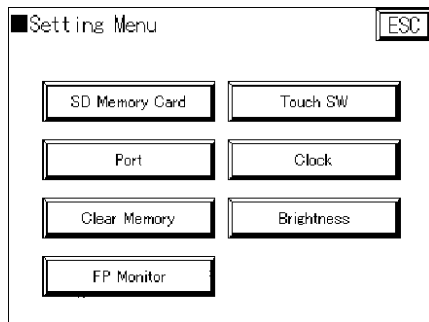 ■Setting Menu
ESC
SD Memory Card
Touch SW
Port
Clock
Clear Memory
Brightness
FP Monitor